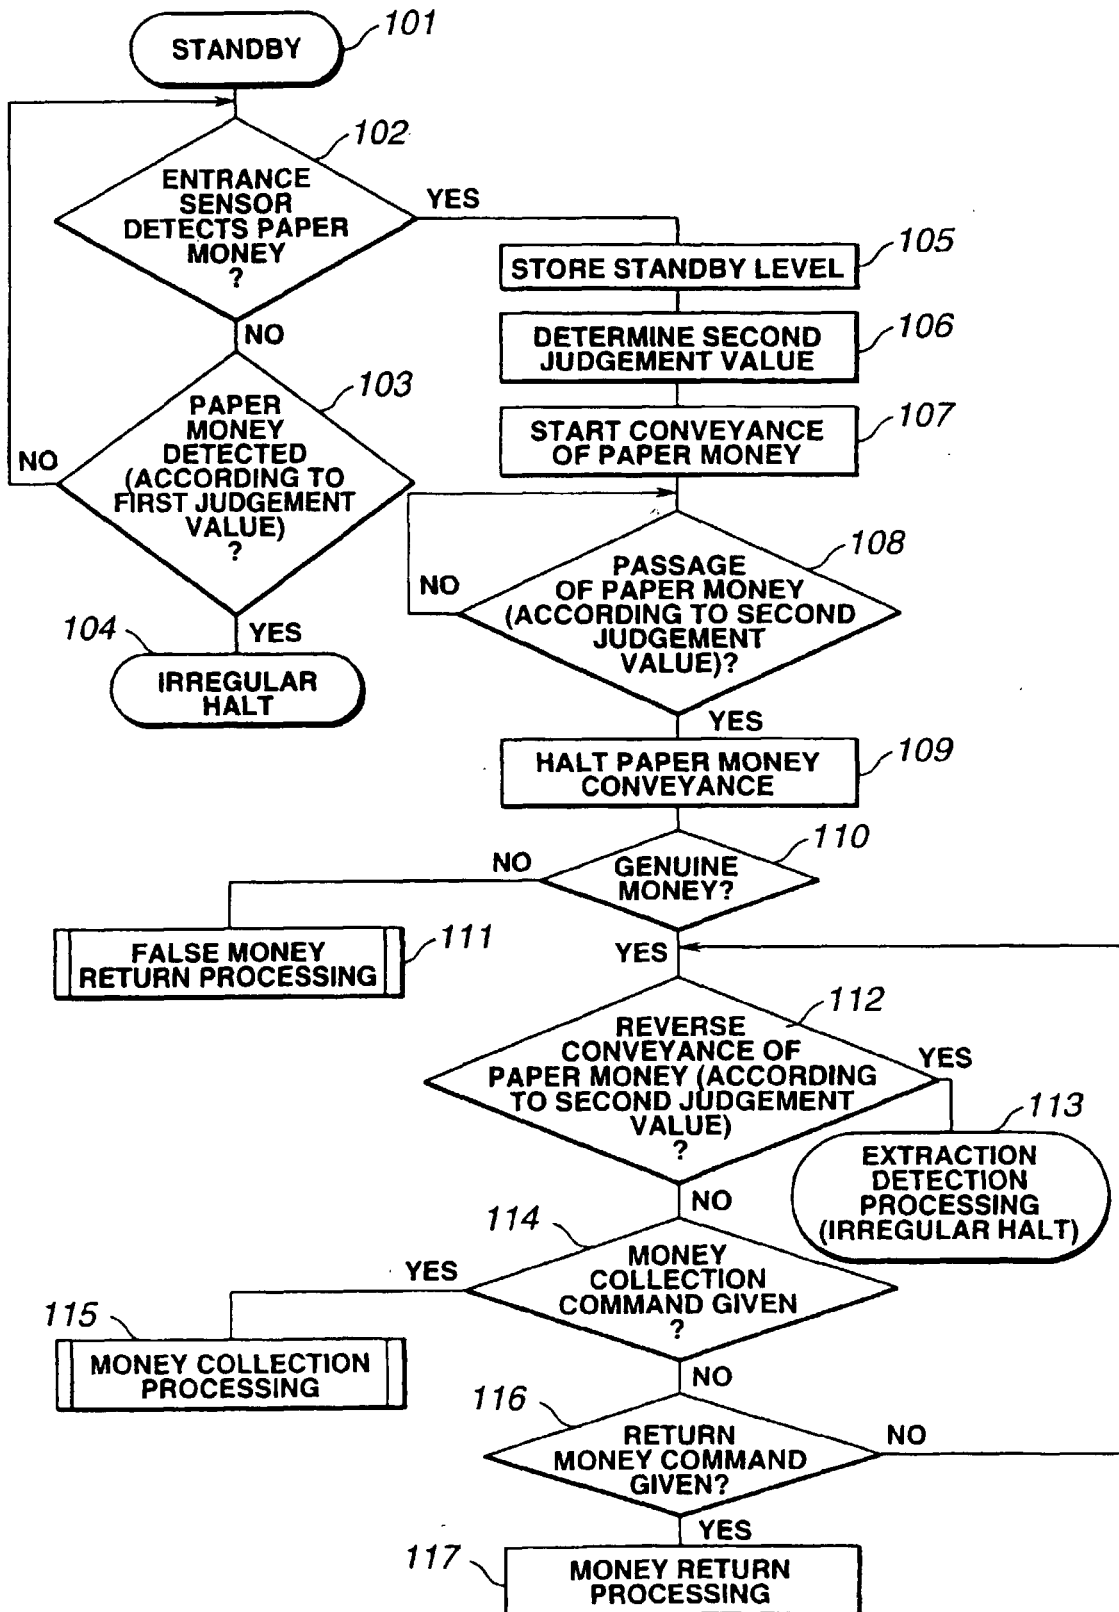 STANDBY
101
102
ENTRANCE
SENSOR
DETECTS PAPER
MONEY
?
YES
NO
103
PAPER
MONEY
DETECTED
(ACCORDING TO
FIRST JUDGEMENT
VALUE)
?
NO
YES
104
IRREGULAR
HALT
105
STORE STANDBY LEVEL
106
DETERMINE SECOND
JUDGEMENT VALUE
107
START CONVEYANCE
OF PAPER MONEY
108
PASSAGE
OF PAPER MONEY
(ACCORDING TO SECOND
JUDGEMENT
VALUE)?
NO
YES
109
HALT PAPER MONEY
CONVEYANCE
110
GENUINE
MONEY?
NO
111
FALSE MONEY
RETURN PROCESSING
YES
112
REVERSE
CONVEYANCE OF
PAPER MONEY (ACCORDING
TO SECOND JUDGEMENT
VALUE)
?
YES
113
EXTRACTION
DETECTION
PROCESSING
(IRREGULAR HALT)
NO
114
MONEY
COLLECTION
COMMAND GIVEN
?
YES
115
MONEY COLLECTION
PROCESSING
NO
116
RETURN
MONEY COMMAND
GIVEN?
NO
YES
117
MONEY RETURN
PROCESSING